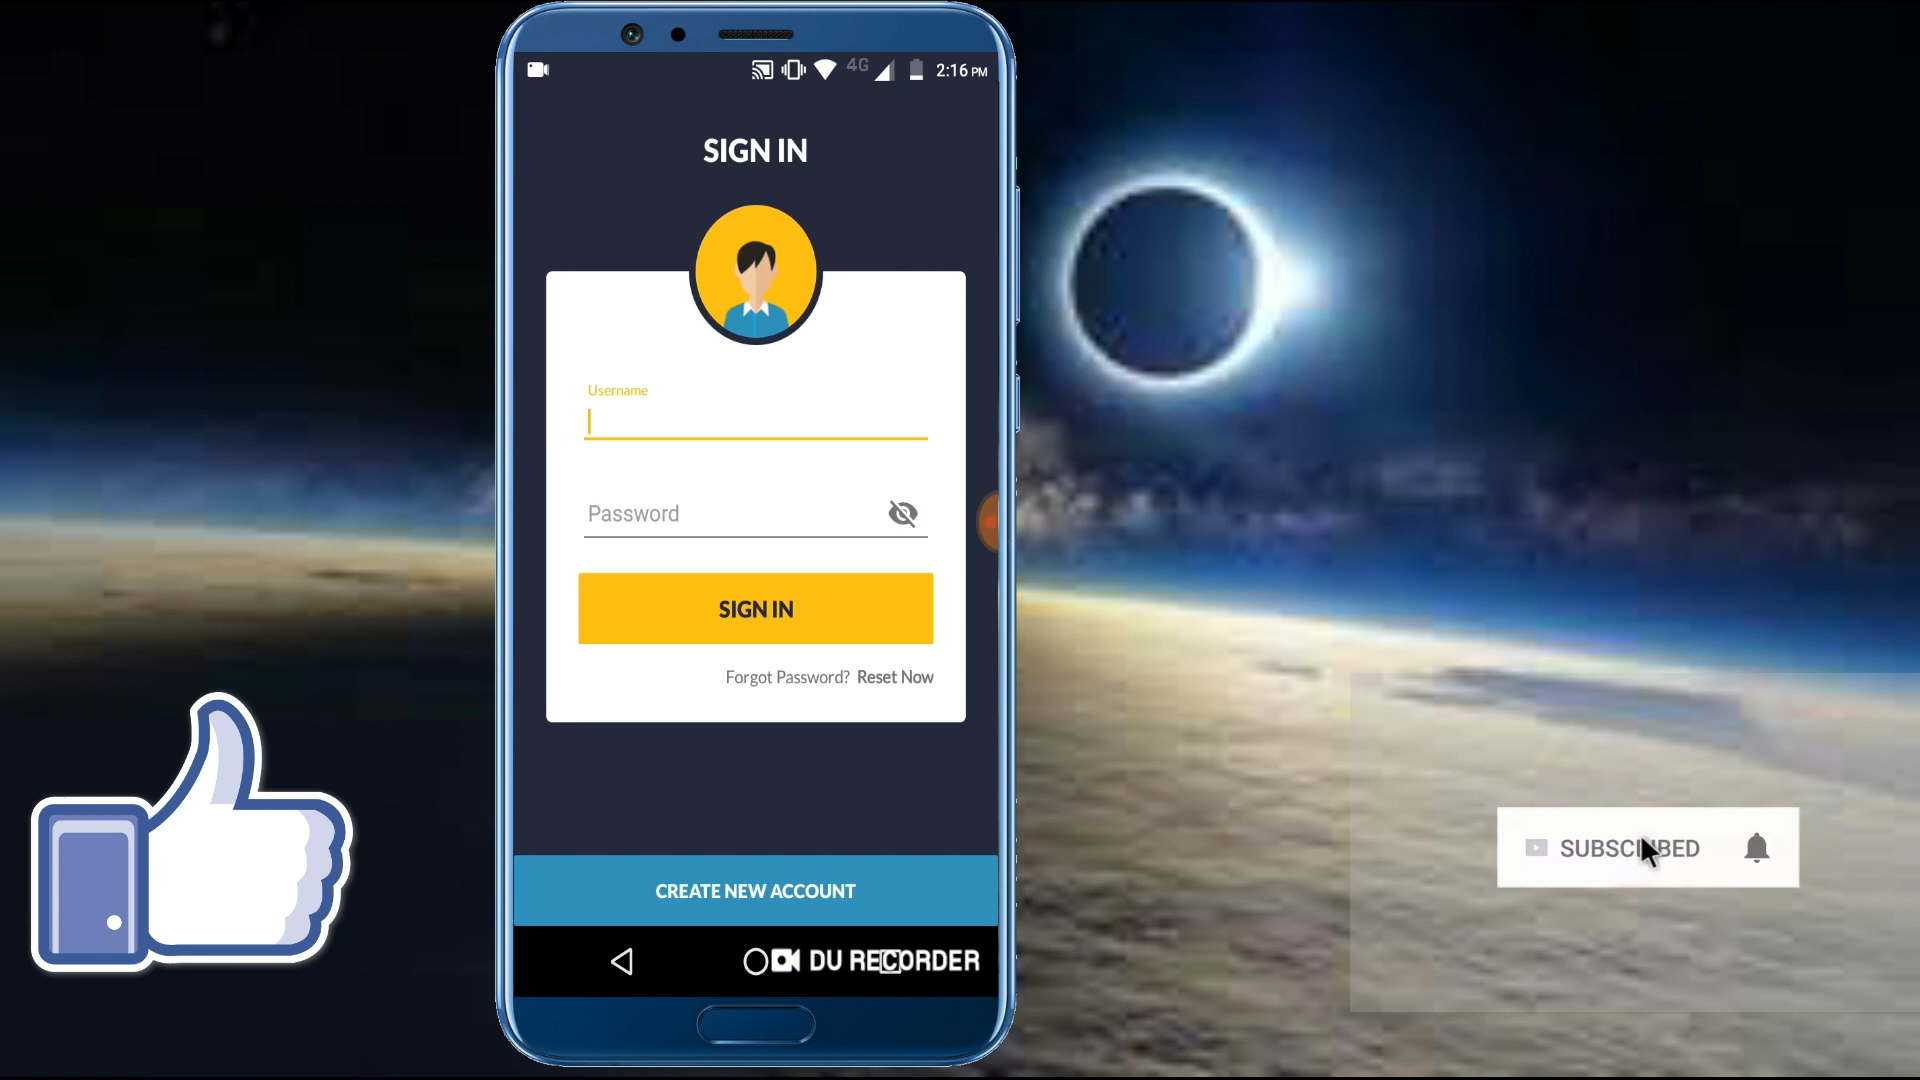 4G 2:16 PM
SIGN IN
Username
Password
SIGN IN
Forgot Password? Reset Now
CREATE NEW ACCOUNT
DU RECORDER
SUBSCRIBED